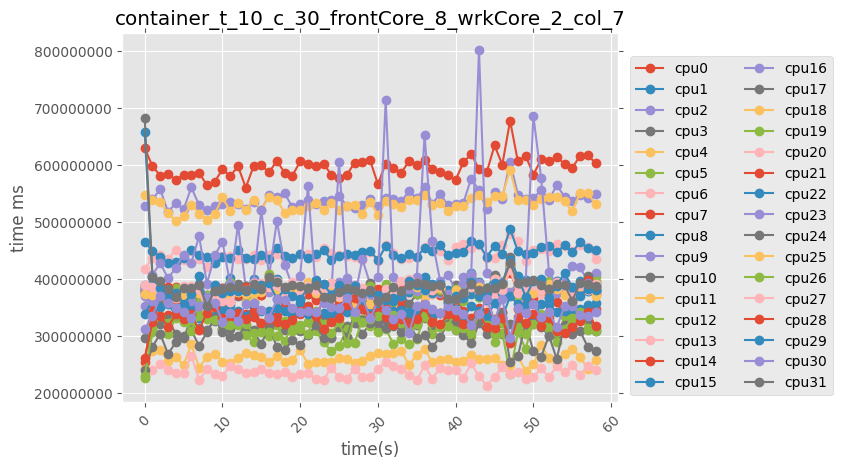 container_t_10_c_30_frontCore_8_wrkCore_2_col_7
time ms
800000000
700000000
600000000
500000000
400000000
300000000
200000000
0
10
20
30
40
50
60
time(s)
cpu0
cpu1
cpu2
cpu3
cpu4
cpu5
cpu6
cpu7
cpu8
cpu9
cpu10
cpu11
cpu12
cpu13
cpu14
cpu15
cpu16
cpu17
cpu18
cpu19
cpu20
cpu21
cpu22
cpu23
cpu24
cpu25
cpu26
cpu27
cpu28
cpu29
cpu30
cpu31